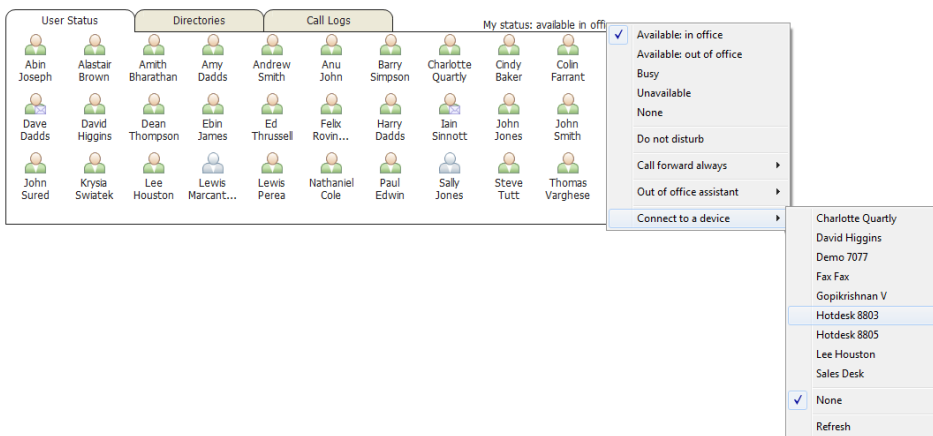 User Status Directories Call Logs
My status: available in offi
Abin Joseph
Alastair Brown
Amith Bharathan
Amy Dadds
Andrew Smith
Anu John
Barry Simpson
Charlotte Quartly
Cindy Baker
Colin Farrant
Dave Dadds
David Higgins
Dean Thompson
Ebin James
Ed Thrussell
Felix Rovin...
Harry Dadds
Iain Sinnott
John Jones
John Smith
John Sured
Krysia Swiatek
Lee Houston
Lewis Marcant...
Lewis Perea
Nathaniel Cole
Paul Edwin
Sally Jones
Steve Tutt
Thomas Varghese
Available: in office
Available: out of office
Busy
Unavailable
None
Do not disturb
Call forward always
Out of office assistant
Connect to a device
Charlotte Quartly
David Higgins
Demo 7077
Fax Fax
Gopikrishnan V
Hotdesk 8803
Hotdesk 8805
Lee Houston
Sales Desk
None
Refresh